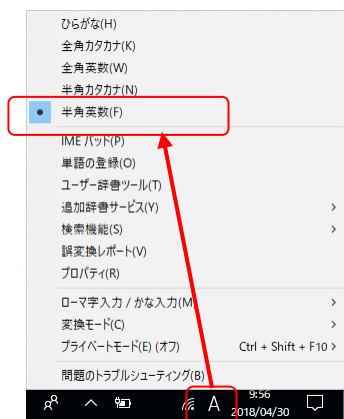 ひらがな(H)
全角カタカナ(K)
全角英数(W)
半角カタカナ(N)
半角英数(F)
IME パッド(P)
単語の登録(O)
ユーザー辞書ツール(T)
追加辞書サービス(Y)
検索機能(S)
誤変換レポート(V)
プロパティ(R)
ローマ字入力 / かな入力(M)
変換モード(C)
プライベートモード(E) (オフ) Ctrl + Shift + F10
問題のトラブルシューティング(B)
A
9:56
2018/04/30